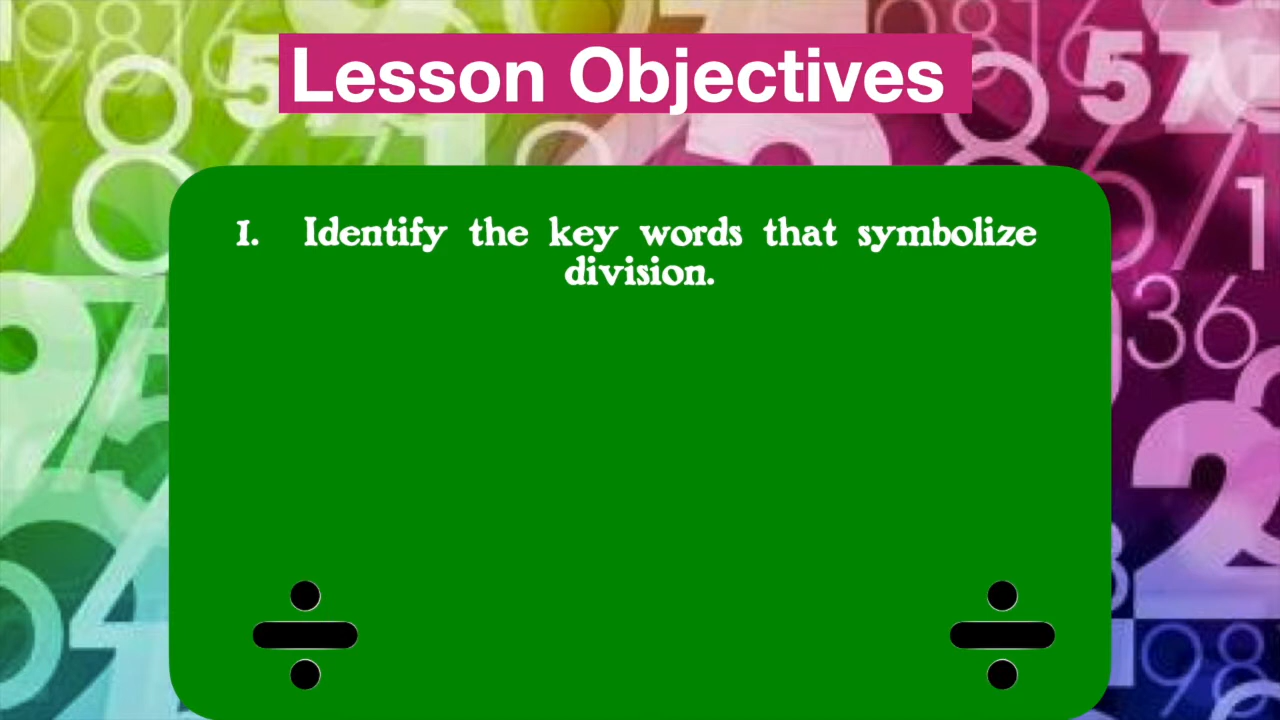 Lesson Objectives
1. Identify the key words that symbolize
division.